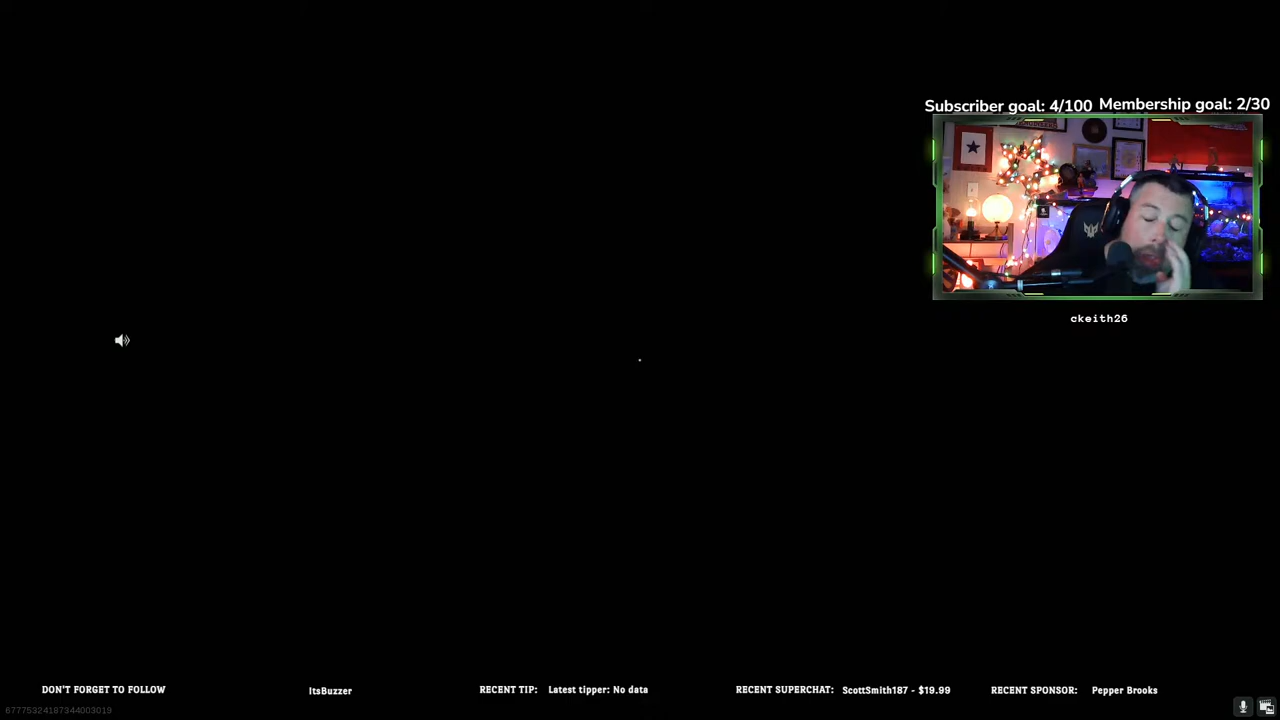 Subscriber goal: 4/100 Membership goal: 2/30
ckeith26
DON'T FORGET TO FOLLOW ItsBuzzer RECENT TIP: Latest tipper: No data RECENT SUPERCHAT: ScottSmith187 - $19.99 RECENT SPONSOR: Pepper Brooks
67775324187344003019